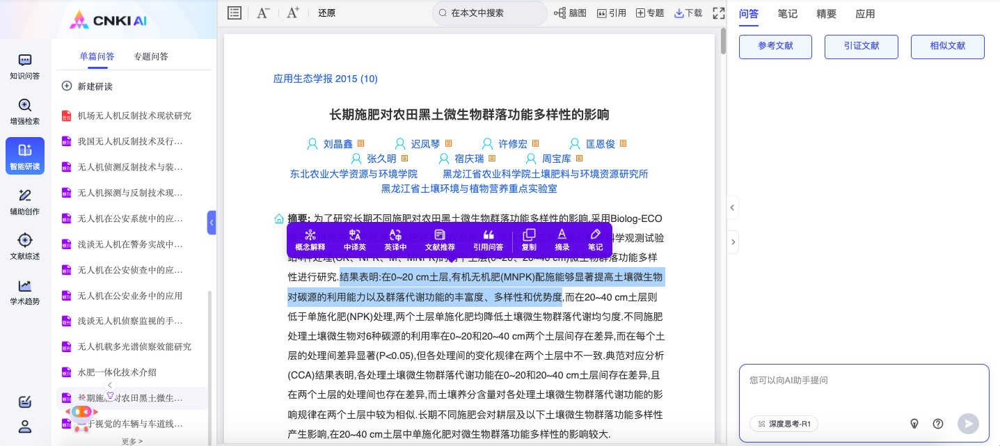 CNKI AI
知识问答
增强检索
智能研读
辅助创作
文献综述
学术趋势
单篇问答 专题问答
新建研读
机场无人机反制技术现状研究
我国无人机反制技术及行...
无人机侦测反制技术与装...
无人机探测与反制技术现...
无人机在公安系统中的应...
浅谈无人机在警务实战中...
无人机在公安侦查中的应...
无人机在公安业务中的应用
浅谈无人机侦察监视的手...
无人机载多光谱侦察效能研究
水肥一体化技术介绍
长期施肥对农田黑土微生...
于视觉的车辆与车道线...
更多 >
A⁻ A⁺ 还原 在本文中搜索 脑图 引用 专题 下载
应用生态学报 2015 (10)
长期施肥对农田黑土微生物群落功能多样性的影响
刘晶鑫 迟凤琴 许修宏 匡恩俊
张久明 宿庆瑞 周宝库
东北农业大学资源与环境学院 黑龙江省农业科学院土壤肥料与环境资源研究所
黑龙江省土壤环境与植物营养重点实验室
摘要: 为了研究长期不同施肥对农田黑土微生物群落功能多样性的影响,采用Biolog-ECO
科学观测试验
概念解释 中译英 英译中 文献推荐 引用问答 复制 摘录 笔记
站4种处理(CK、NPK、M、MNPK)的两个土层(0~20、20~40 cm)微生物群落功能多样
性进行研究.结果表明:在0~20 cm土层,有机无机肥(MNPK)配施能够显著提高土壤微生物
对碳源的利用能力以及群落代谢功能的丰富度、多样性和优势度,而在20~40 cm土层则
低于单施化肥(NPK)处理,两个土层单施化肥均降低土壤微生物群落代谢均匀度.不同施肥
处理土壤微生物对6种碳源的利用率在0~20和20~40 cm两个土层间存在差异,而在每个土
层的处理间差异显著(P<0.05),但各处理间的变化规律在两个土层中不一致.典范对应分析
(CCA)结果表明,各处理土壤微生物群落代谢功能在0~20和20~40 cm土层间存在差异,且
在两个土层的处理间也存在差异,而土壤养分含量对各处理土壤微生物群落代谢功能的影
响规律在两个土层中较为相似.长期不同施肥会对耕层及以下土壤微生物群落功能多样性
产生影响,在20~40 cm土层中单施化肥对微生物群落功能多样性的影响较大.
问答 笔记 精要 应用
参考文献 引证文献 相似文献
您可以向AI助手提问
深度思考-R1